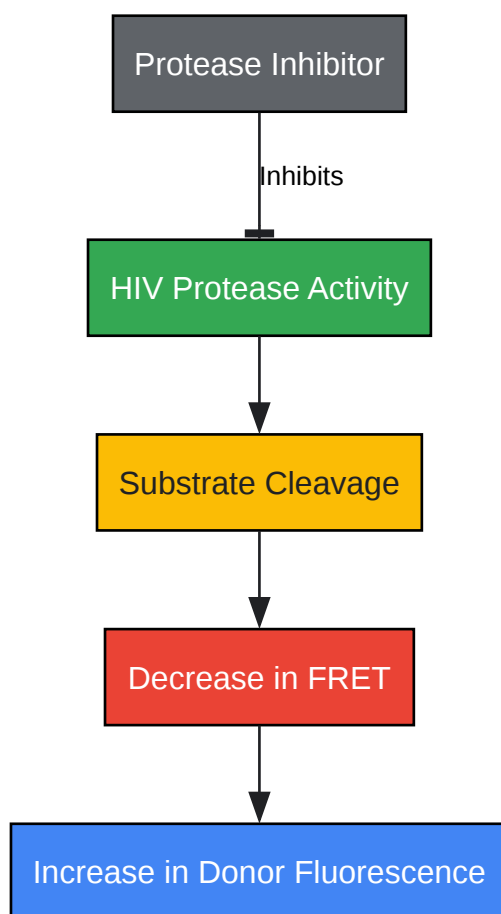 Protease Inhibitor
Inhibits
HIV Protease Activity
Substrate Cleavage
Decrease in FRET
Increase in Donor Fluorescence